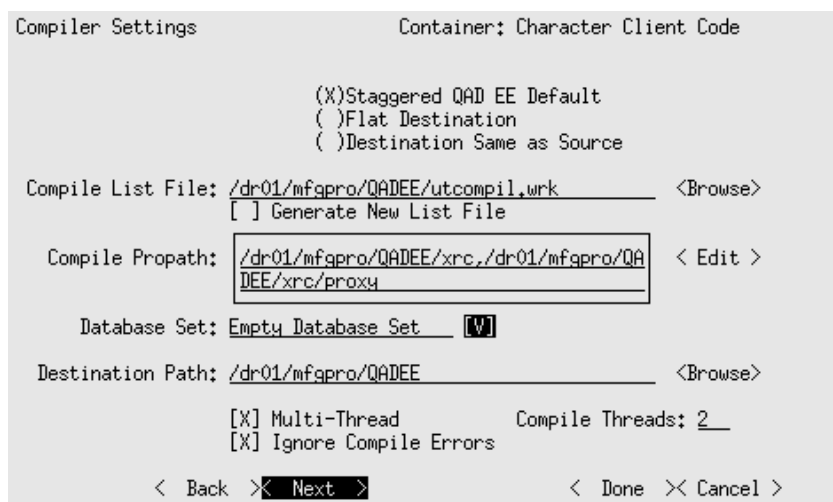 Compiler Settings Container: Character Client Code
(X)Staggered QAD EE Default
( )Flat Destination
( )Destination Same as Source
Compile List File: /dr01/mfgpro/QADEE/utcompil.wrk <Browse>
[ ] Generate New List File
Compile Propath: /dr01/mfgpro/QADEE/xrc,/dr01/mfgpro/QA < Edit >
DEE/xrc/proxy
Database Set: Empty Database Set [V]
Destination Path: /dr01/mfgpro/QADEE <Browse>
[X] Multi-Thread Compile Threads: 2
[X] Ignore Compile Errors
< Back >< Next > < Done >< Cancel >